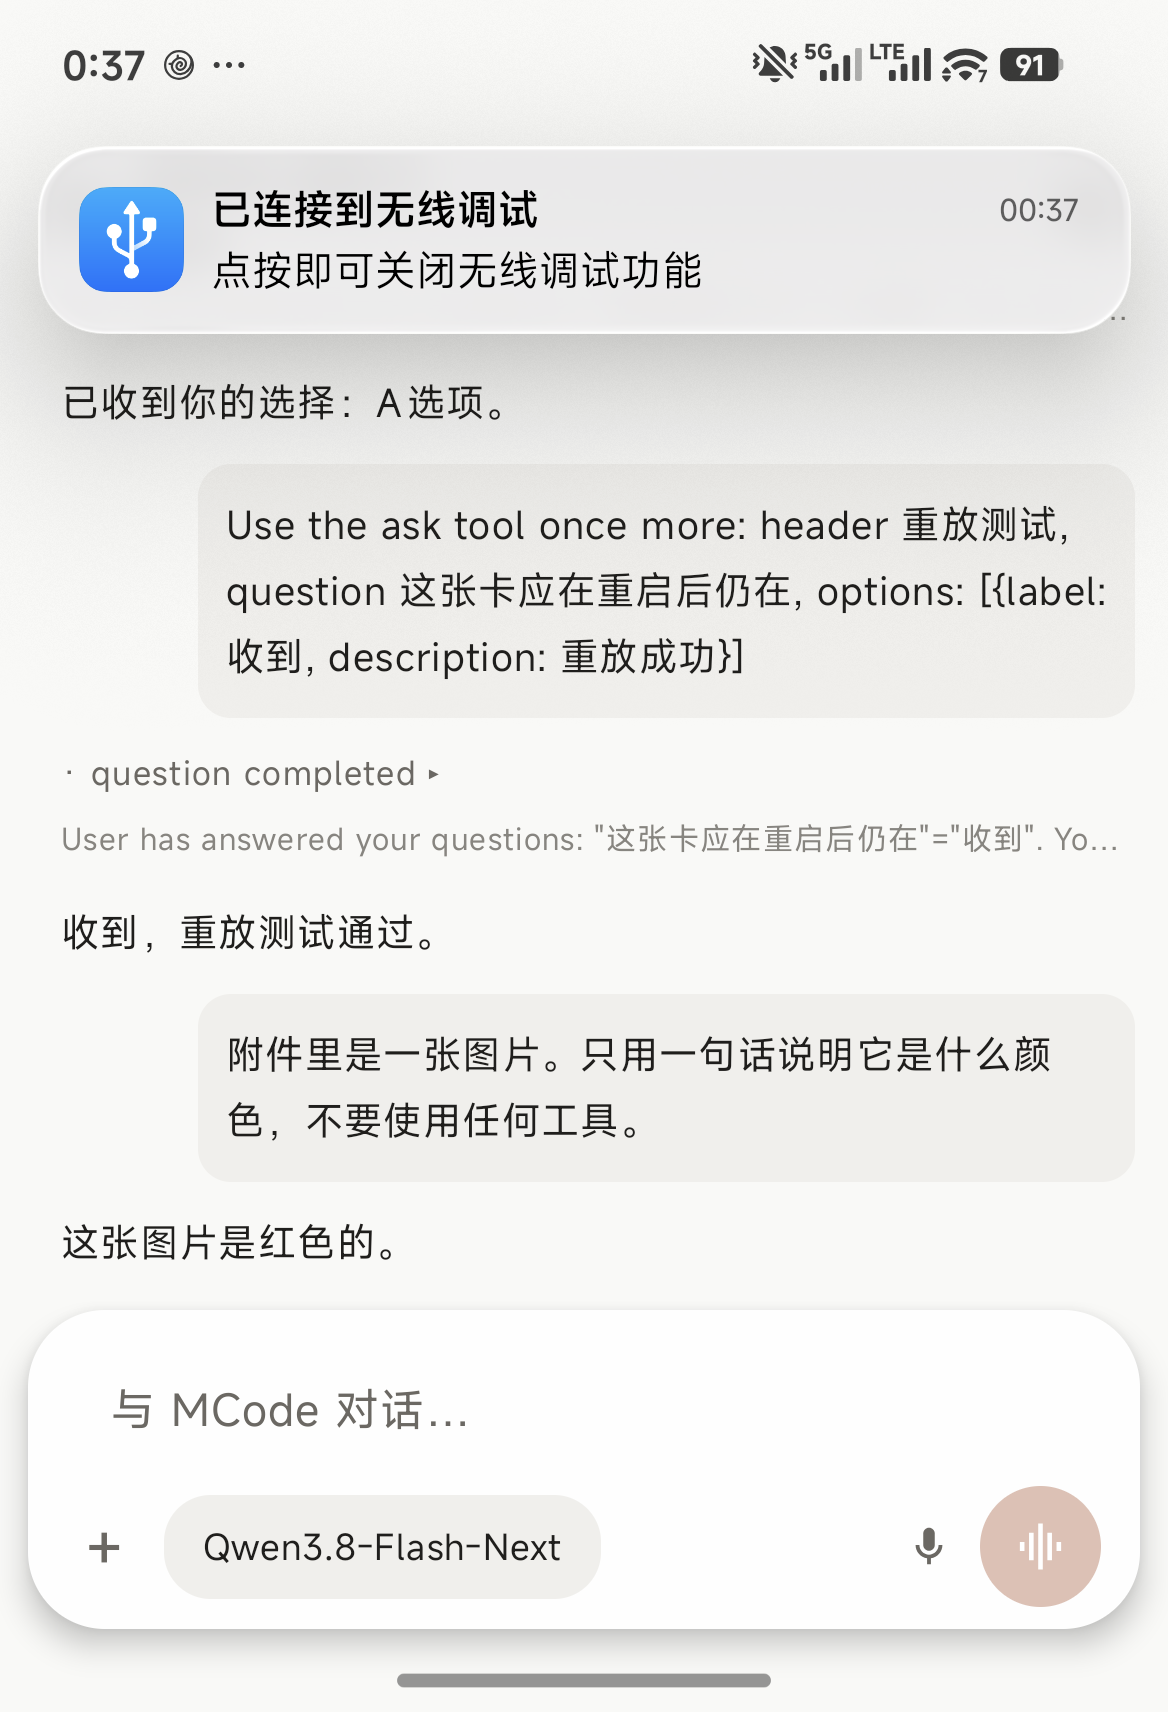 0:37 ... 5G LTE 7 91
已连接到无线调试 00:37
点按即可关闭无线调试功能
已收到你的选择：A 选项。
Use the ask tool once more: header 重放测试,
question 这张卡应在重启后仍在, options: [{label:
收到, description: 重放成功}]
· question completed ▸
User has answered your questions: "这张卡应在重启后仍在"="收到". Yo...
收到，重放测试通过。
附件里是一张图片。只用一句话说明它是什么颜
色，不要使用任何工具。
这张图片是红色的。
与 MCode 对话...
Qwen3.8-Flash-Next